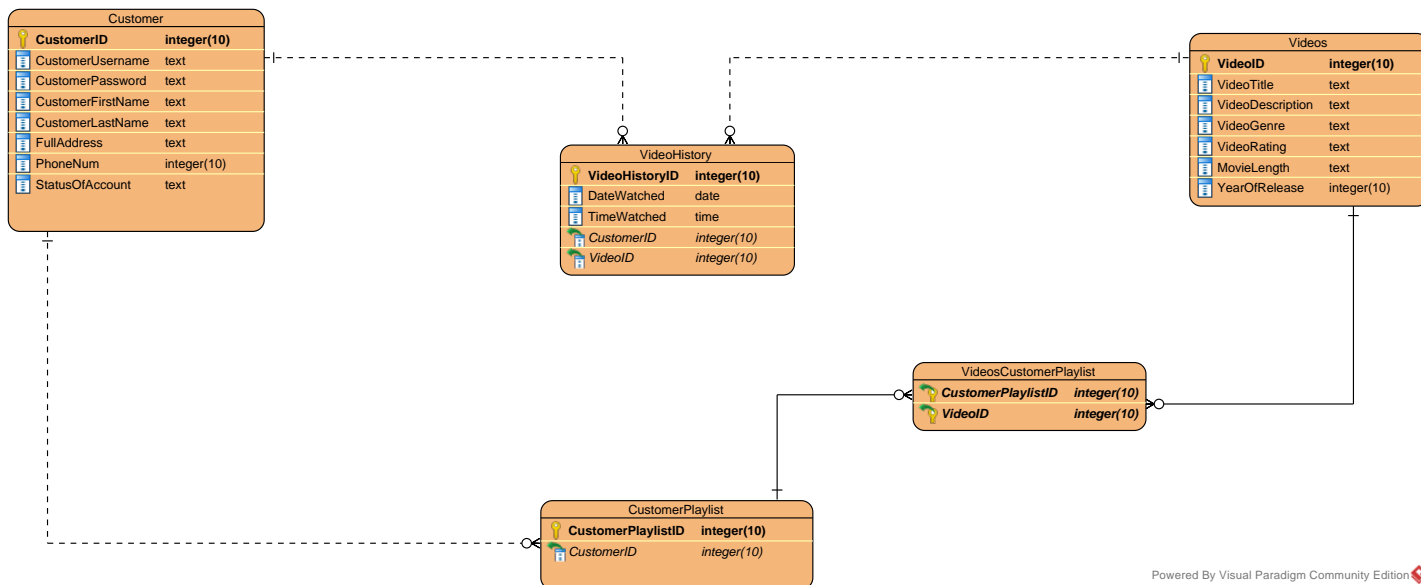 Customer
CustomerID integer(10)
CustomerUsername text
CustomerPassword text
CustomerFirstName text
CustomerLastName text
FullAddress text
PhoneNum integer(10)
StatusOfAccount text
Videos
VideoID integer(10)
VideoTitle text
VideoDescription text
VideoGenre text
VideoRating text
MovieLength text
YearOfRelease integer(10)
VideoHistory
VideoHistoryID integer(10)
DateWatched date
TimeWatched time
CustomerID integer(10)
VideoID integer(10)
VideosCustomerPlaylist
CustomerPlaylistID integer(10)
VideoID integer(10)
CustomerPlaylist
CustomerPlaylistID integer(10)
CustomerID integer(10)
Powered By Visual Paradigm Community Edition